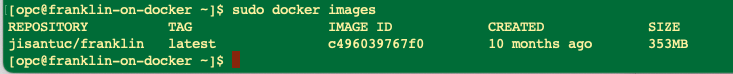 [opc@franklin-on-docker ~]$ sudo docker images
REPOSITORY TAG IMAGE ID CREATED SIZE
jisantuc/franklin latest c496039767f0 10 months ago 353MB
[opc@franklin-on-docker ~]$